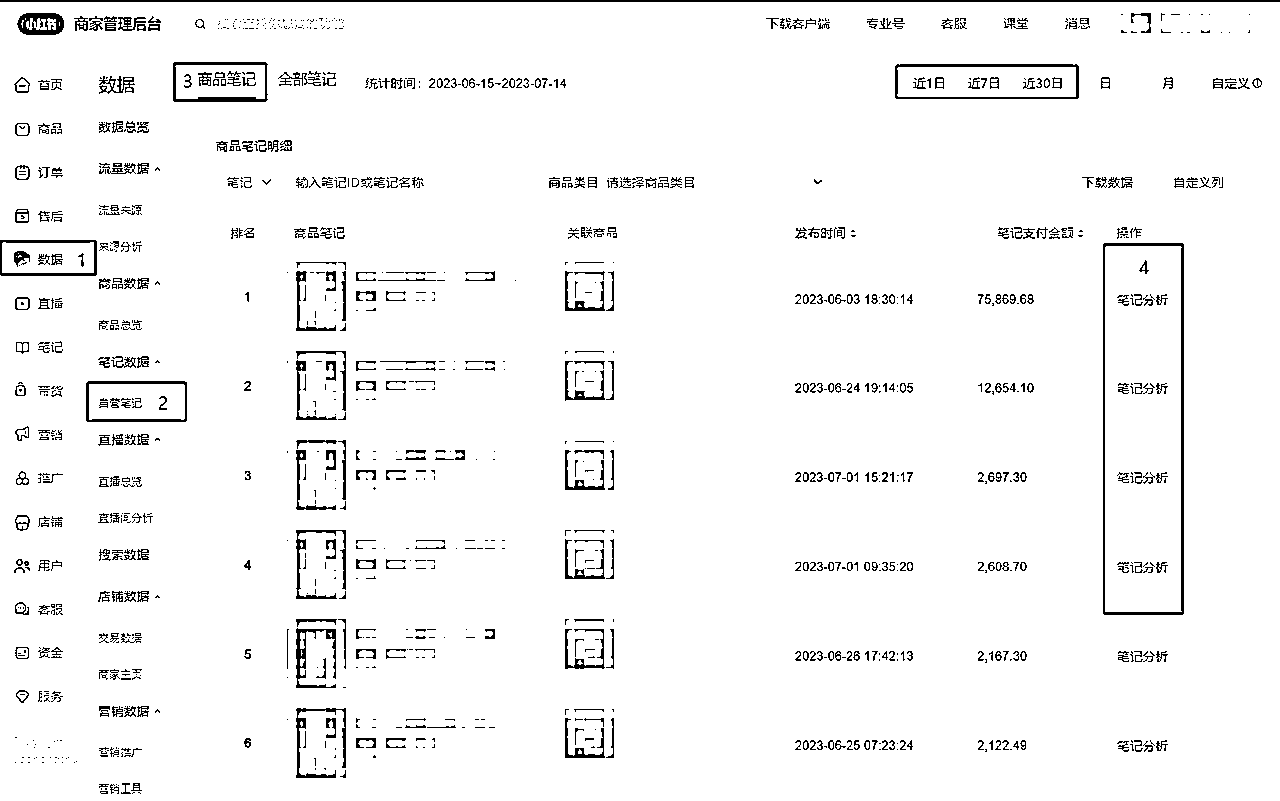 小红书 商家管理后台 下载客户端 专业号 客服 课堂 消息
首页 数据 3 商品笔记 全部笔记 统计时间：2023-06-15~2023-07-14 近1日 近7日 近30日 日 月 自定义
商品 数据总览
商品笔记明细
订单 流量数据
笔记 输入笔记ID或笔记名称 商品类目 请选择商品类目 下载数据 自定义列
售后 流量来源
排名 商品笔记 关联商品 发布时间 笔记支付金额 操作
数据 1 来源分析
4
商品数据
直播 1 2023-06-03 18:30:14 75,869.68 笔记分析
商品总览
笔记 笔记数据
带货 2 2023-06-24 19:14:05 12,654.10 笔记分析
自营笔记 2
营销 直播数据
推广 直播总览 3 2023-07-01 15:21:17 2,697.30 笔记分析
店铺 直播间分析
搜索数据
用户 4 2023-07-01 09:35:20 2,608.70 笔记分析
店铺数据
客服
交易数据
资金 5 2023-06-26 17:42:13 2,167.30 笔记分析
商家主页
服务
营销数据
营销推广 6 2023-06-25 07:23:24 2,122.49 笔记分析
营销工具